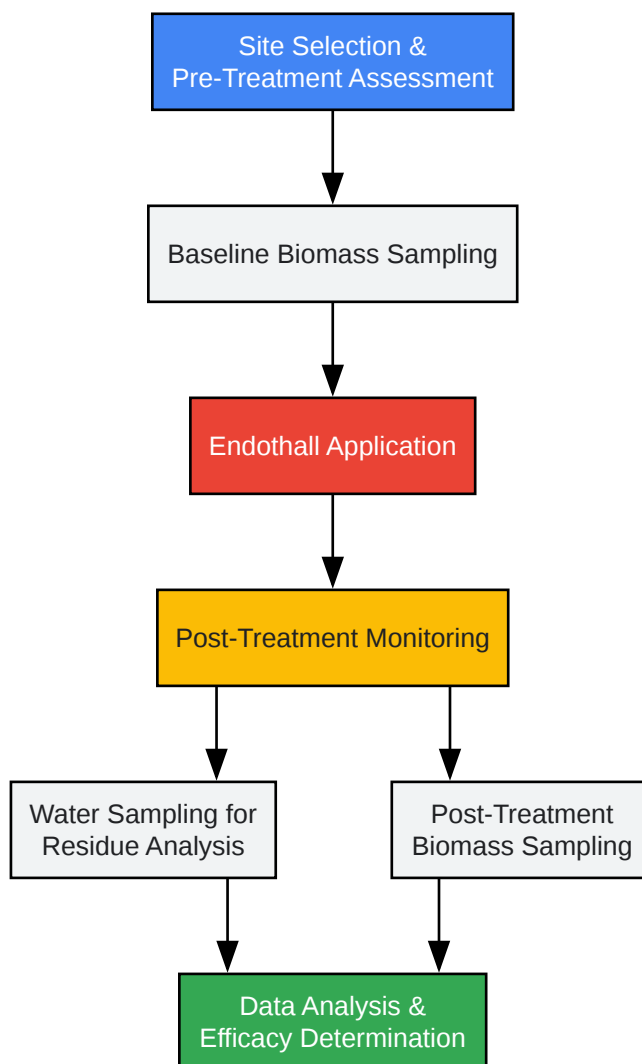 Site Selection &
Pre-Treatment Assessment
Baseline Biomass Sampling
Endothall Application
Post-Treatment Monitoring
Water Sampling for
Residue Analysis
Post-Treatment
Biomass Sampling
Data Analysis &
Efficacy Determination